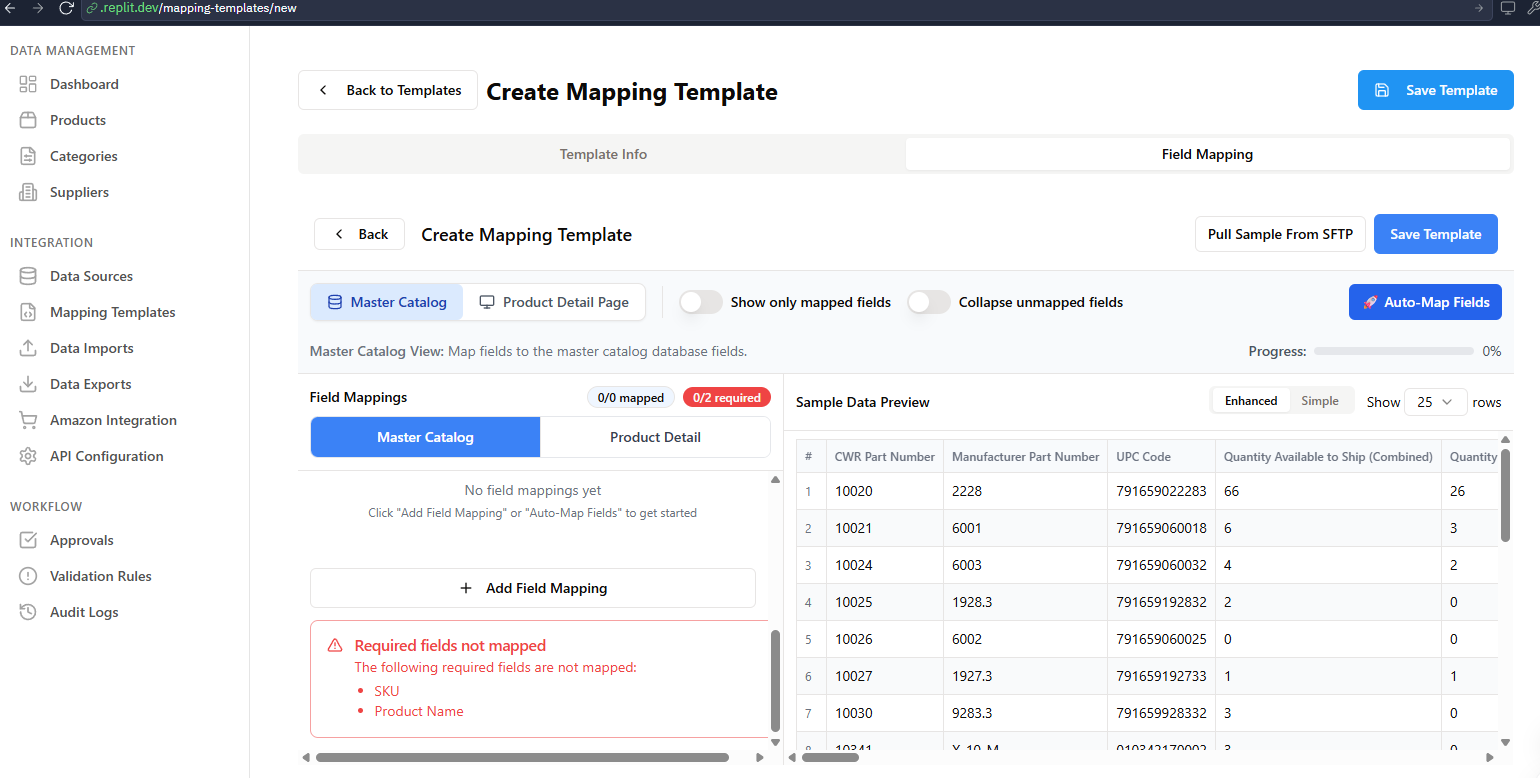 .replit.dev/mapping-templates/new
DATA MANAGEMENT
Dashboard
Products
Categories
Suppliers
INTEGRATION
Data Sources
Mapping Templates
Data Imports
Data Exports
Amazon Integration
API Configuration
WORKFLOW
Approvals
Validation Rules
Audit Logs
Back to Templates
Create Mapping Template
Save Template
Template Info
Field Mapping
Back
Create Mapping Template
Pull Sample From SFTP
Save Template
Master Catalog
Product Detail Page
Show only mapped fields
Collapse unmapped fields
🚀 Auto-Map Fields
Master Catalog View: Map fields to the master catalog database fields.
Progress: 0%
Field Mappings
0/0 mapped
0/2 required
Master Catalog
Product Detail
No field mappings yet
Click "Add Field Mapping" or "Auto-Map Fields" to get started
+ Add Field Mapping
Required fields not mapped
The following required fields are not mapped:
• SKU
• Product Name
Sample Data Preview
Enhanced
Simple
Show 25 rows
# CWR Part Number Manufacturer Part Number UPC Code Quantity Available to Ship (Combined) Quantity
1 10020 2228 791659022283 66 26
2 10021 6001 791659060018 6 3
3 10024 6003 791659060032 4 2
4 10025 1928.3 791659192832 2 0
5 10026 6002 791659060025 0 0
6 10027 1927.3 791659192733 1 1
7 10030 9283.3 791659928332 3 0
8 10341 X-10-M 010342170002 3 0